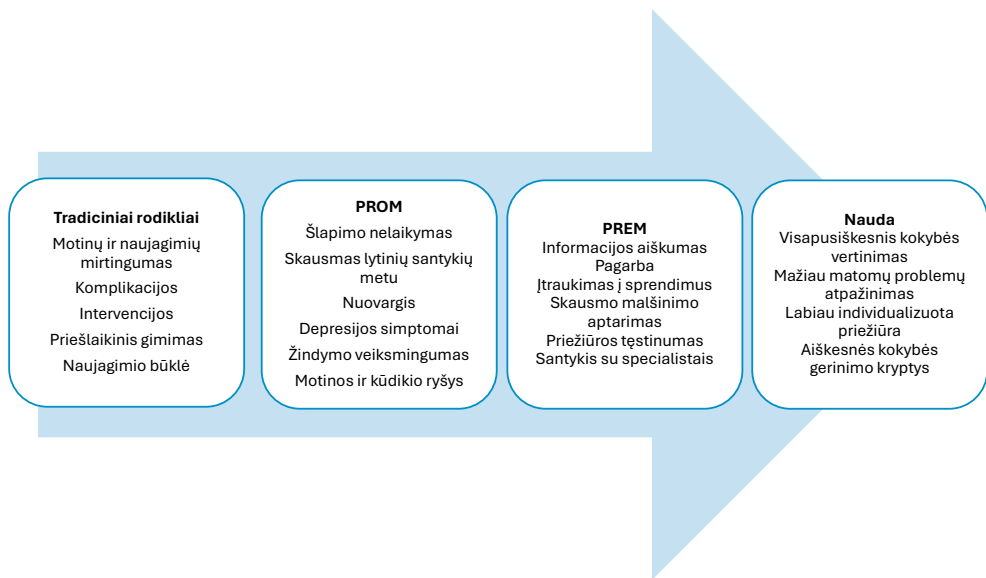 Tradiciniai rodikliai
Motinų ir naujagimių
mirtingumas
Komplikacijos
Intervencijos
Priešlaikinis gimimas
Naujagimio būklė
PROM
Šlapimo nelaikymas
Skausmas lytinių santykių
metu
Nuovargis
Depresijos simptomai
Žindymo veiksmingumas
Motinos ir kūdikio ryšys
PREM
Informacijos aiškumas
Pagarba
Įtraukimas į sprendimus
Skausmo malšinimo
aptarimas
Priežiūros tęstinumas
Santykis su specialistais
Nauda
Visapusiškesnis kokybės
vertinimas
Mažiau matomų problemų
atpažinimas
Labiau individualizuota
priežiūra
Aiškesnės kokybės
gerinimo kryptys